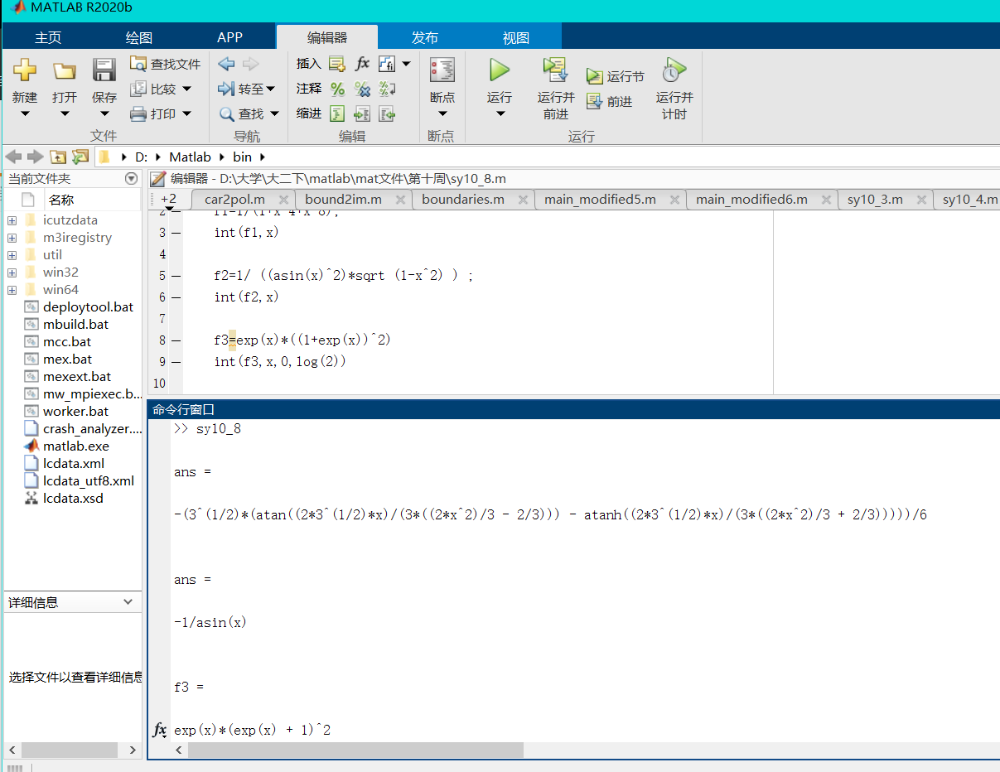 MATLAB R2020b
主页 绘图 APP 编辑器 发布 视图
新建 打开 保存 查找文件 比较 打印
文件
转至 查找
导航
插入 fx fi
注释 %
缩进
编辑
断点
断点
运行 运行并前进 运行节 前进 运行并计时
运行
D: Matlab bin
当前文件夹
名称
icutzdata
m3iregistry
util
win32
win64
deploytool.bat
mbuild.bat
mcc.bat
mex.bat
mexext.bat
mw_mpiexec.b...
worker.bat
crash_analyzer....
matlab.exe
lcdata.xml
lcdata_utf8.xml
lcdata.xsd
详细信息
选择文件以查看详细信息
编辑器 - D:\大学\大二下\matlab\mat文件\第十周\sy10_8.m
+2 car2pol.m bound2im.m boundaries.m main_modified5.m main_modified6.m sy10_3.m sy10_4.m
2 f1=1/(1+x^4+x^8);
3 int(f1,x)
4
5 f2=1/ ((asin(x)^2)*sqrt (1-x^2) ) ;
6 int(f2,x)
7
8 f3=exp(x)*((1+exp(x))^2)
9 int(f3,x,0,log(2))
10
命令行窗口
>> sy10_8
ans =
-(3^(1/2)*(atan((2*3^(1/2)*x)/(3*((2*x^2)/3 - 2/3))) - atanh((2*3^(1/2)*x)/(3*((2*x^2)/3 + 2/3)))))/6
ans =
-1/asin(x)
f3 =
fx exp(x)*(exp(x) + 1)^2